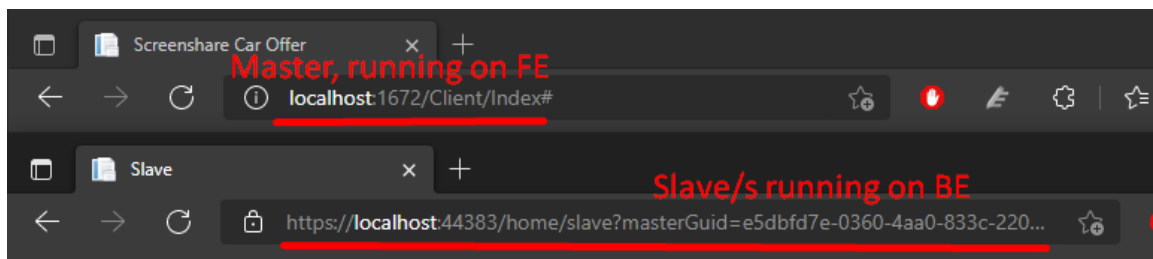 Screenshare Car Offer
Master, running on FE
localhost:1672/Client/Index#
Slave
Slave/s running on BE
https://localhost:44383/home/slave?masterGuid=e5dbfd7e-0360-4aa0-833c-220...